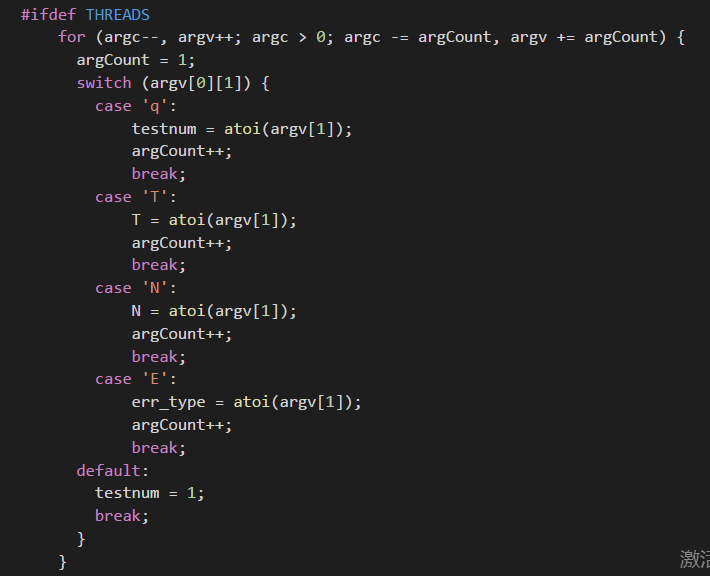 #ifdef THREADS
    for (argc--, argv++; argc > 0; argc -= argCount, argv += argCount) {
      argCount = 1;
      switch (argv[0][1]) {
        case 'q':
            testnum = atoi(argv[1]);
            argCount++;
            break;
        case 'T':
            T = atoi(argv[1]);
            argCount++;
            break;
        case 'N':
            N = atoi(argv[1]);
            argCount++;
            break;
        case 'E':
            err_type = atoi(argv[1]);
            argCount++;
            break;
      default:
        testnum = 1;
        break;
      }
    }
激活